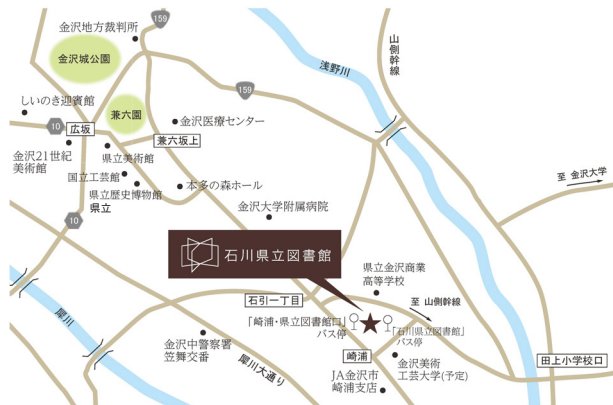 159
金沢地方裁判所
山側
幹線
金沢城公園
浅野川
159
しいのき迎賓館
兼六園
金沢医療センター
10
広坂
兼六坂上
金沢21世紀
美術館
県立美術館
国立工芸館
至 金沢大学
県立歴史博物館
本多の森ホール
県立
金沢大学附属病院
10
石川県立図書館
県立金沢商業
高等学校
石引一丁目
至 山側幹線
「崎浦・県立図書館口」
バス停
「石川県立図書館」
バス停
犀川
金沢中警察署
笠舞交番
崎浦
金沢美術
工芸大学(予定)
田上小学校口
犀川大通り
JA金沢市
崎浦支店